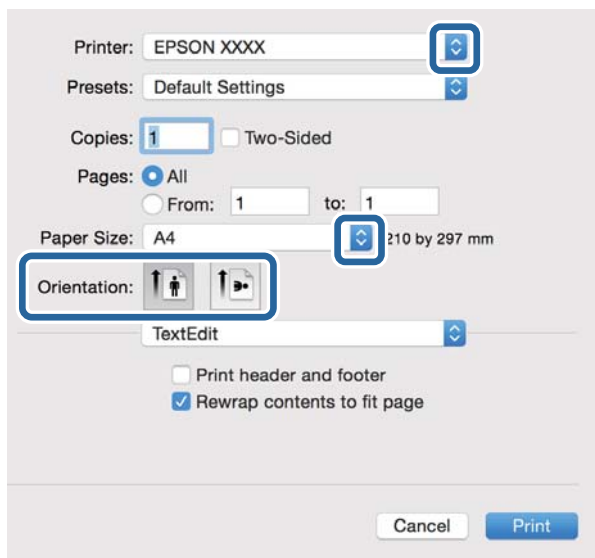 Printer: EPSON XXXX
Presets: Default Settings
Copies: 1 Two-Sided
Pages: All
From: 1 to: 1
Paper Size: A4 210 by 297 mm
Orientation:
TextEdit
Print header and footer
Rewrap contents to fit page
Cancel Print